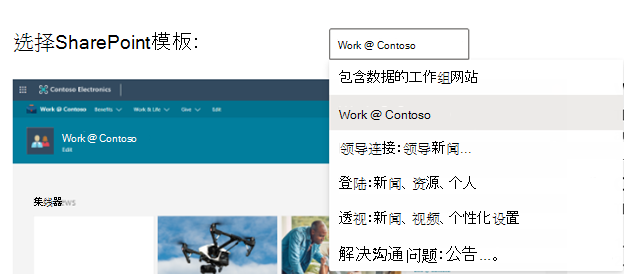 选择SharePoint模板:
Work @ Contoso
包含数据的工作组网站
Work @ Contoso
领导连接:领导新闻...
登陆:新闻、资源、个人
透视:新闻、视频、个性化设置
解决沟通问题:公告...。
Contoso Electronics
Work @ Contoso Benefits Work & Life Give Edit
Work @ Contoso
Edit
集线器ews